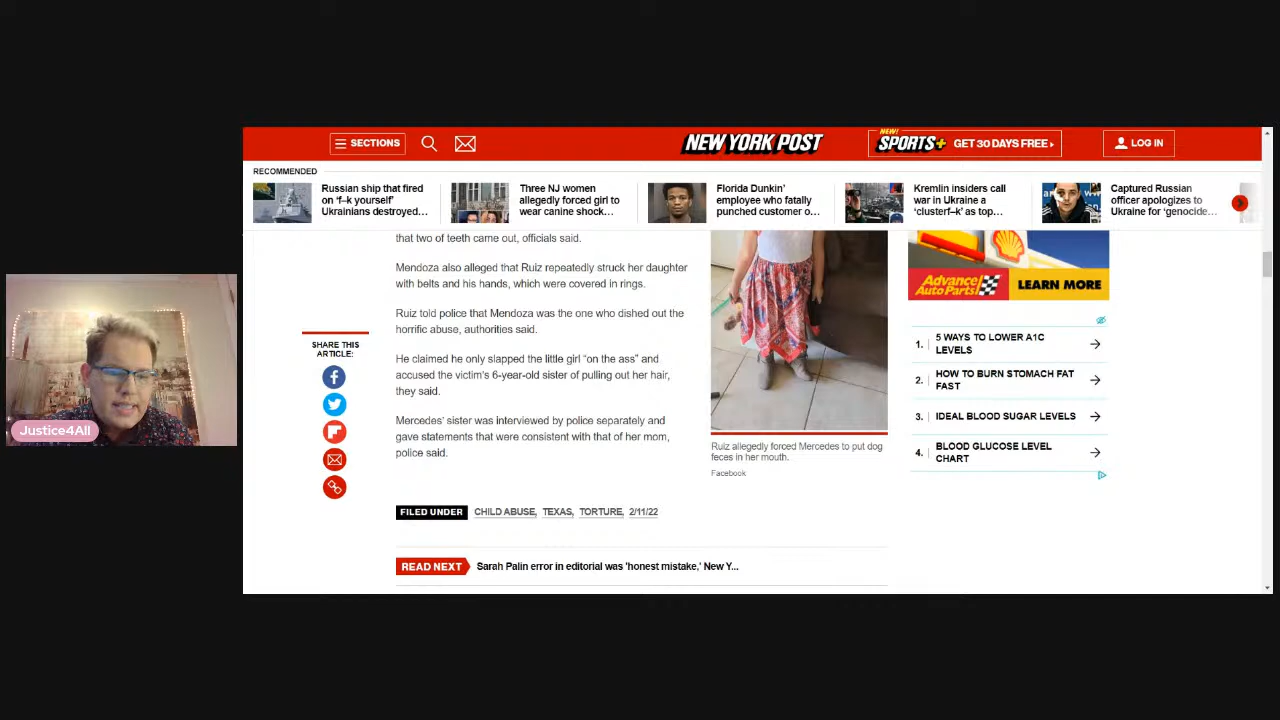 SECTIONS
NEW YORK POST
NEW!
SPORTS+ GET 30 DAYS FREE
LOG IN
RECOMMENDED
Russian ship that fired
on 'f–k yourself'
Ukrainians destroyed...
Three NJ women
allegedly forced girl to
wear canine shock...
Florida Dunkin'
employee who fatally
punched customer o...
Kremlin insiders call
war in Ukraine a
'clusterf–k' as top...
Captured Russian
officer apologizes to
Ukraine for 'genocide...
that two of teeth came out, officials said.
Mendoza also alleged that Ruiz repeatedly struck her daughter
with belts and his hands, which were covered in rings.
Ruiz told police that Mendoza was the one who dished out the
horrific abuse, authorities said.
He claimed he only slapped the little girl “on the ass” and
accused the victim's 6-year-old sister of pulling out her hair,
they said.
Mercedes' sister was interviewed by police separately and
gave statements that were consistent with that of her mom,
police said.
SHARE THIS
ARTICLE:
Justice4All
Ruiz allegedly forced Mercedes to put dog
feces in her mouth.
Facebook
Advance
Auto Parts
LEARN MORE
1. 5 WAYS TO LOWER A1C
LEVELS
2. HOW TO BURN STOMACH FAT
FAST
3. IDEAL BLOOD SUGAR LEVELS
4. BLOOD GLUCOSE LEVEL
CHART
FILED UNDER CHILD ABUSE, TEXAS, TORTURE, 2/11/22
READ NEXT Sarah Palin error in editorial was 'honest mistake,' New Y...